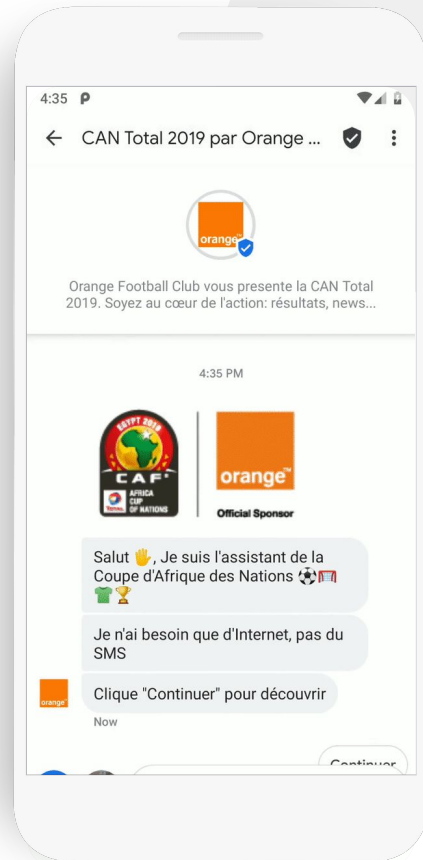 4:35
CAN Total 2019 par Orange ...
orange
Orange Football Club vous presente la CAN Total
2019. Soyez au cœur de l'action: résultats, news...
4:35 PM
EGYPT 2019
CAF
TOTAL
AFRICA
CUP
OF NATIONS
orange™
Official Sponsor
Salut 🖐, Je suis l'assistant de la
Coupe d'Afrique des Nations ⚽🥅
👕🏆
Je n'ai besoin que d'Internet, pas du
SMS
Clique "Continuer" pour découvrir
orange
Now
Continuer